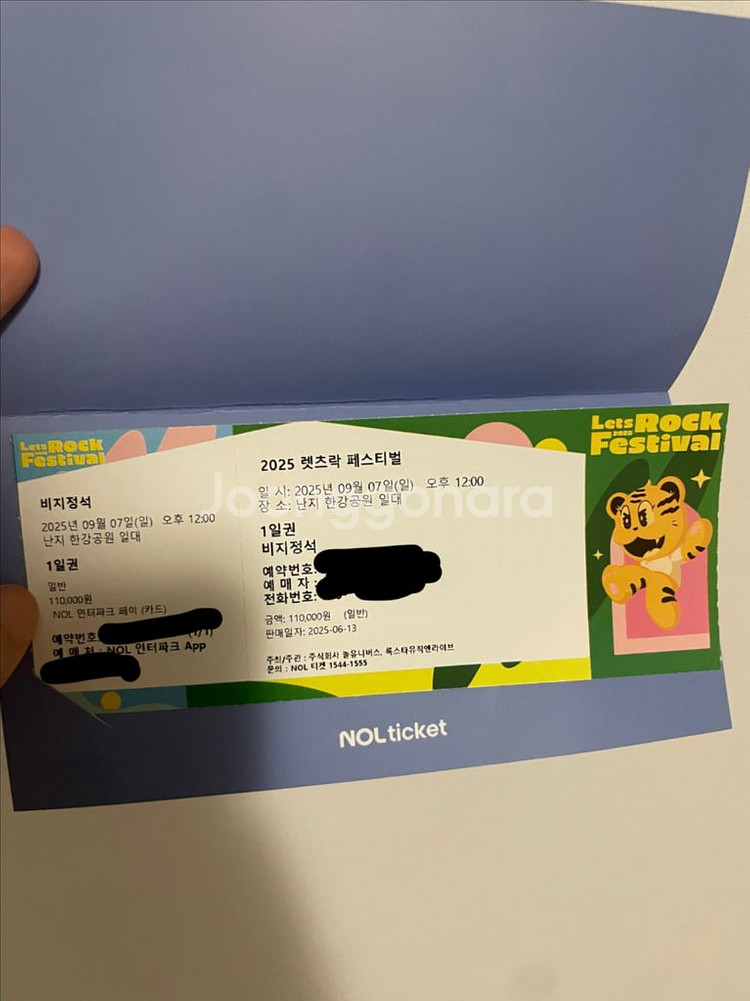 Lets Rock
Festival
비지정석
2025년 09월 07일(일) 오후 12:00
난지 한강공원 일대
1일권
일반
110,000원
NOL 인터파크 페이 (카드)
예약번호
(1/1)
예 매 처 : NOL 인터파크 App
2025 렛츠락 페스티벌
일 시: 2025년 09월 07일(일) 오후 12:00
장 소: 난지 한강공원 일대
1일권
비지정석
예약번호:
예 매 자 :
전화번호:
금액: 110,000원 (일반)
판매일자: 2025-06-13
주최/주관 : 주식회사 놀유니버스, 록스타뮤직앤라이브
문의 : NOL 티켓 1544-1555
Lets Rock
2025
Festival
NOL ticket
Joonggonara